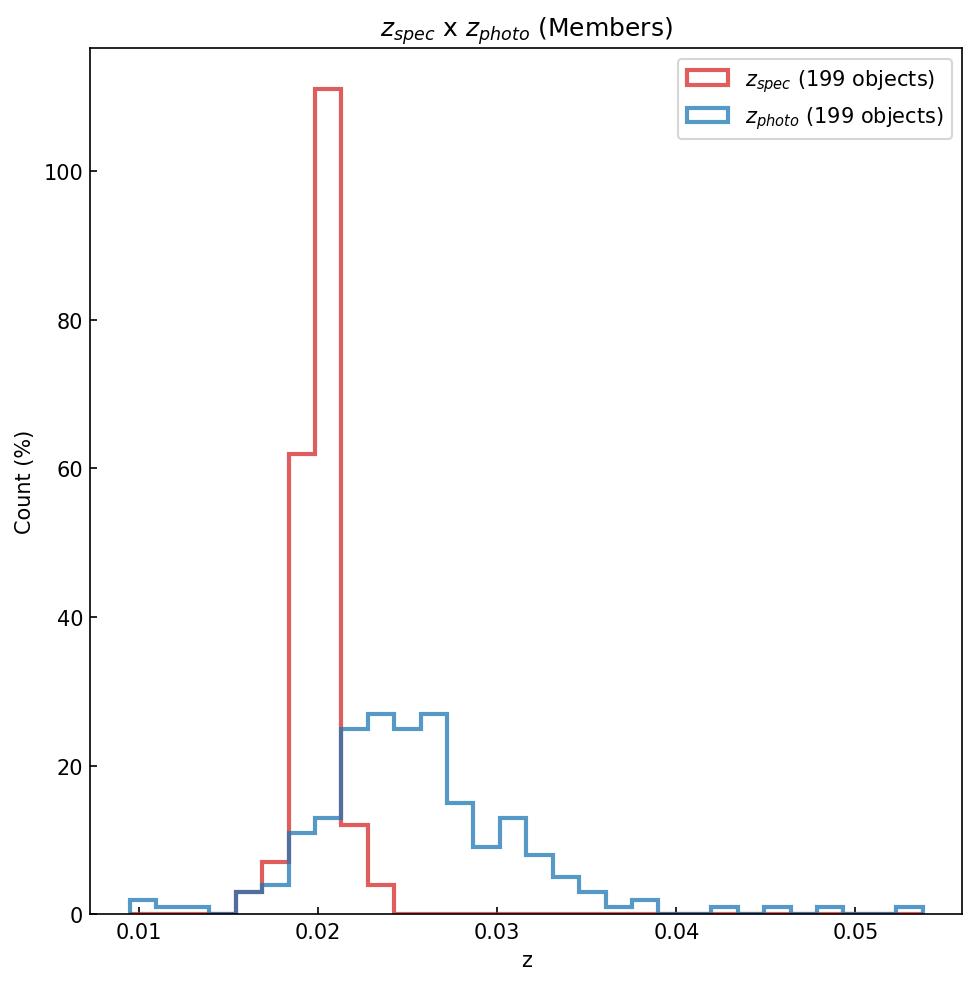 z_spec x z_photo (Members)
z_spec (199 objects)
z_photo (199 objects)
Count (%)
100
80
60
40
20
0
0.01 0.02 0.03 0.04 0.05
z